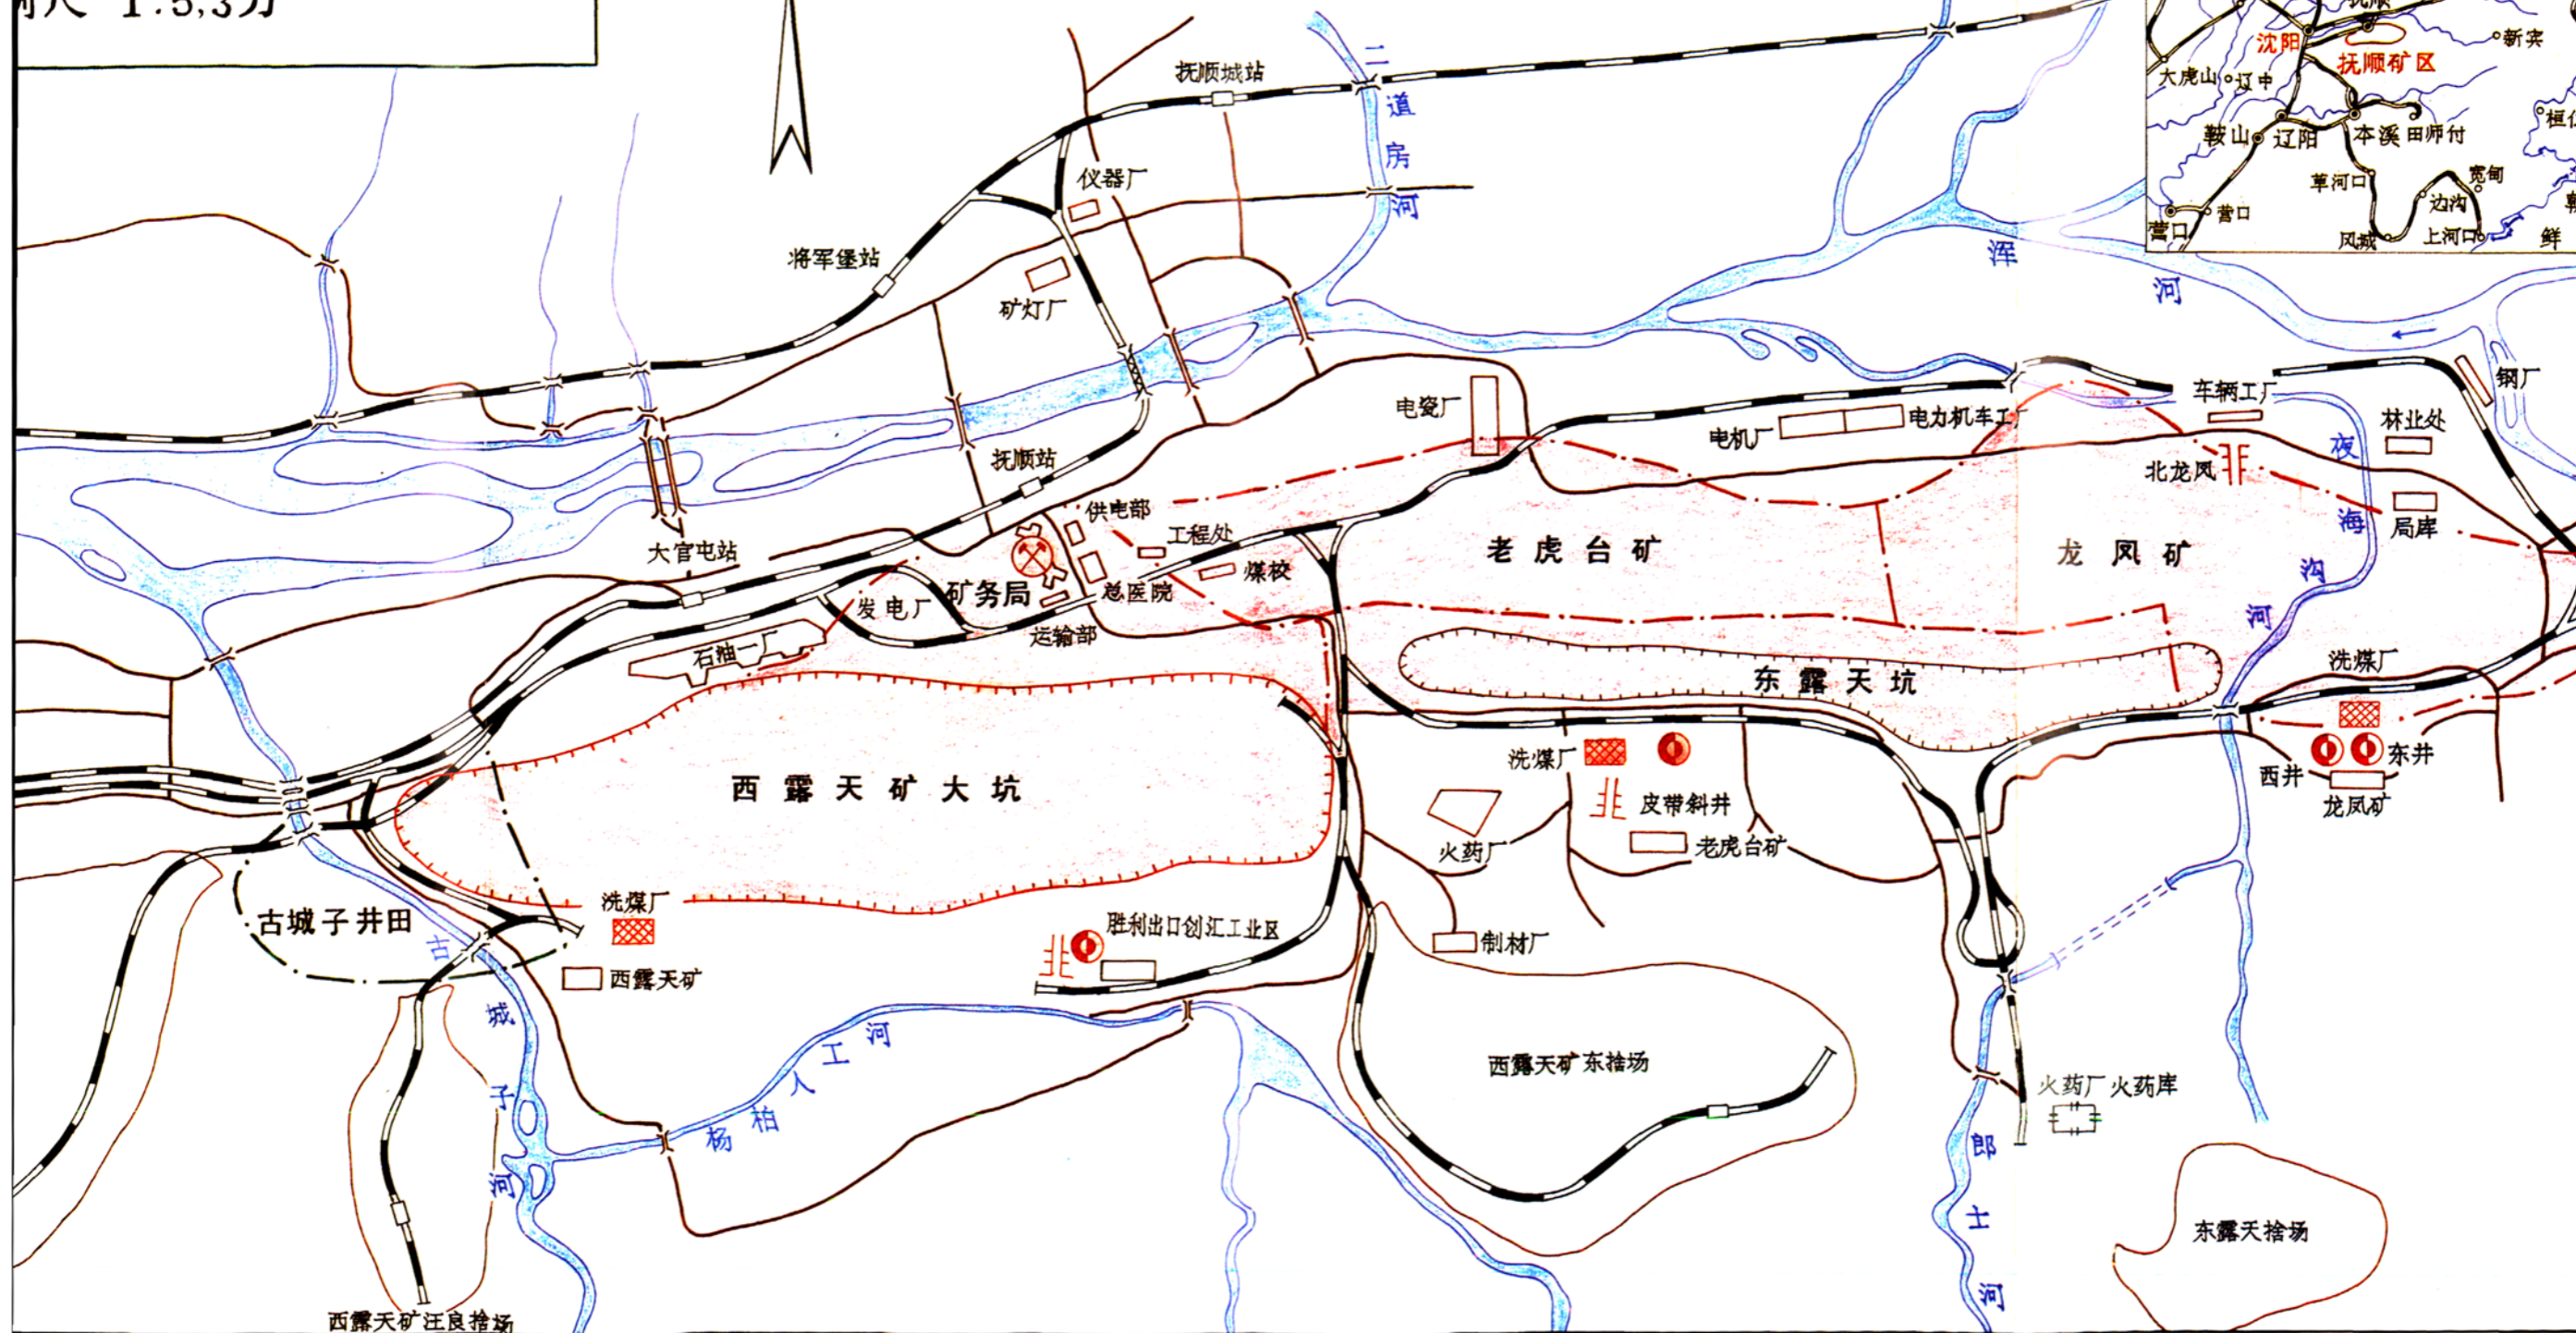 1:5,3万
抚顺
沈阳
新宾
抚顺矿区
大虎山
辽中
鞍山
辽阳
本溪
田师付
草河口
宽甸
边沟
营口
营口
凤城
上河口
鲜
抚顺城站
二道房河
仪器厂
将军堡站
矿灯厂
浑河
电瓷厂
电机厂
电力机车工厂
车辆工厂
钢厂
林业处
北龙凤
局库
夜海沟河
抚顺站
供电部
工程处
煤校
大官屯站
矿务局
总医院
发电厂
运输部
石油一厂
老虎台矿
龙凤矿
东露天坑
洗煤厂
西露天矿大坑
洗煤厂
皮带斜井
火药厂
老虎台矿
西井
东井
龙凤矿
古城子井田
洗煤厂
西露天矿
胜利出口创汇工业区
制材厂
古城子河
杨柏人工河
西露天矿东捨场
火药厂火药库
郎士河
东露天捨场
西露天矿汪良捨场